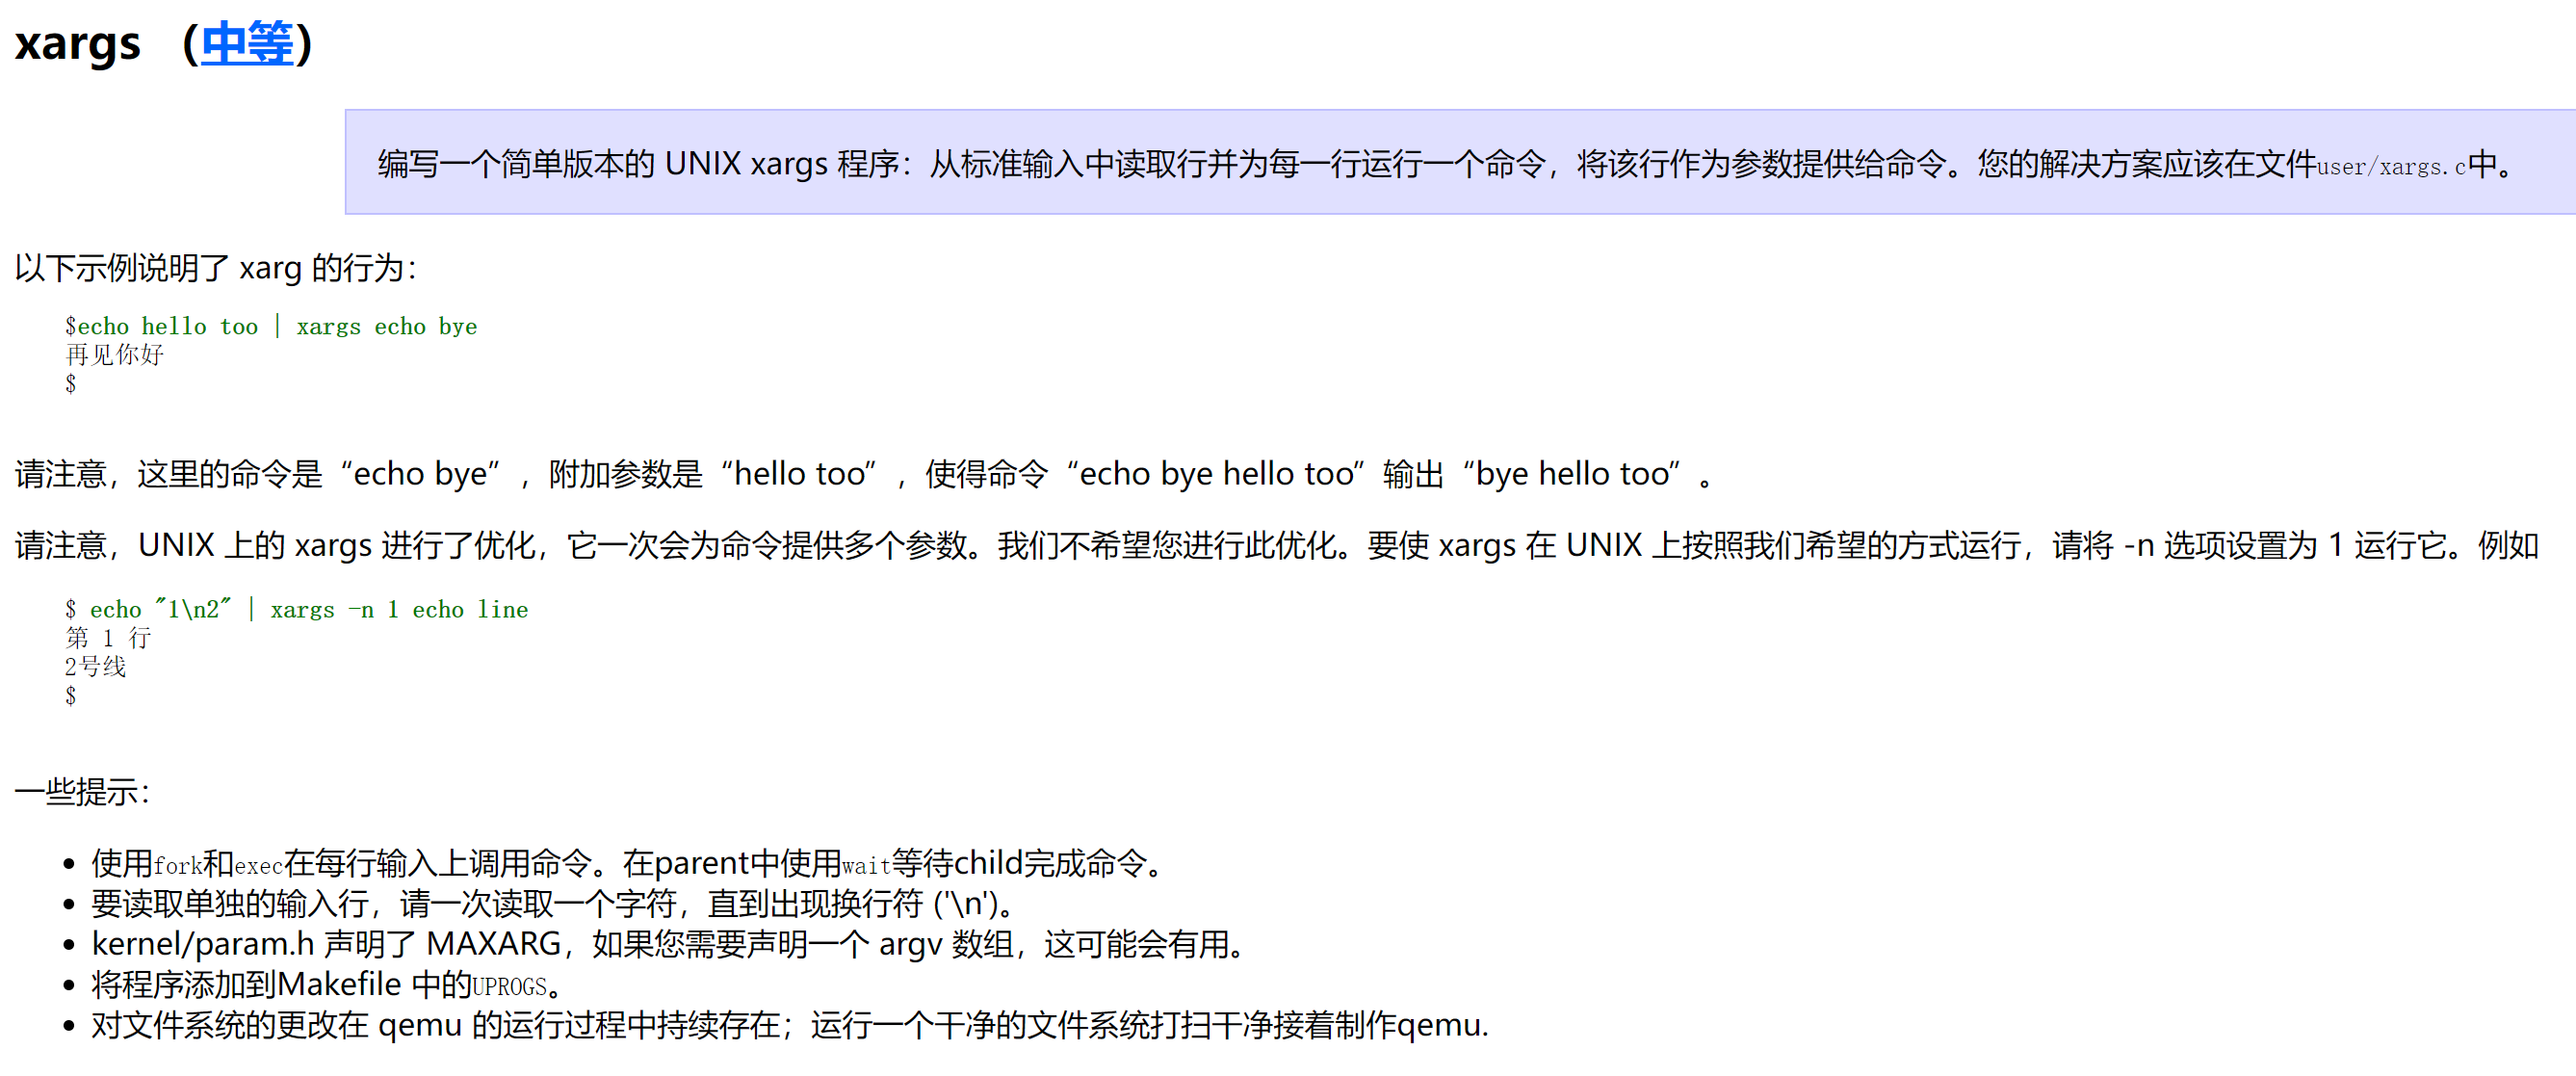 xargs （中等）
编写一个简单版本的 UNIX xargs 程序：从标准输入中读取行并为每一行运行一个命令，将该行作为参数提供给命令。您的解决方案应该在文件user/xargs.c中。
以下示例说明了 xarg 的行为：
$echo hello too | xargs echo bye
再见你好
$
请注意，这里的命令是“echo bye”，附加参数是“hello too”，使得命令“echo bye hello too”输出“bye hello too”。
请注意，UNIX 上的 xargs 进行了优化，它一次会为命令提供多个参数。我们不希望您进行此优化。要使 xargs 在 UNIX 上按照我们希望的方式运行，请将 -n 选项设置为 1 运行它。例如
$ echo "1\n2" | xargs -n 1 echo line
第 1 行
2号线
$
一些提示：
• 使用fork和exec在每行输入上调用命令。在parent中使用wait等待child完成命令。
• 要读取单独的输入行，请一次读取一个字符，直到出现换行符 ('\n')。
• kernel/param.h 声明了 MAXARG，如果您需要声明一个 argv 数组，这可能会有用。
• 将程序添加到Makefile 中的UPROGS。
• 对文件系统的更改在 qemu 的运行过程中持续存在；运行一个干净的文件系统打扫干净接着制作qemu.